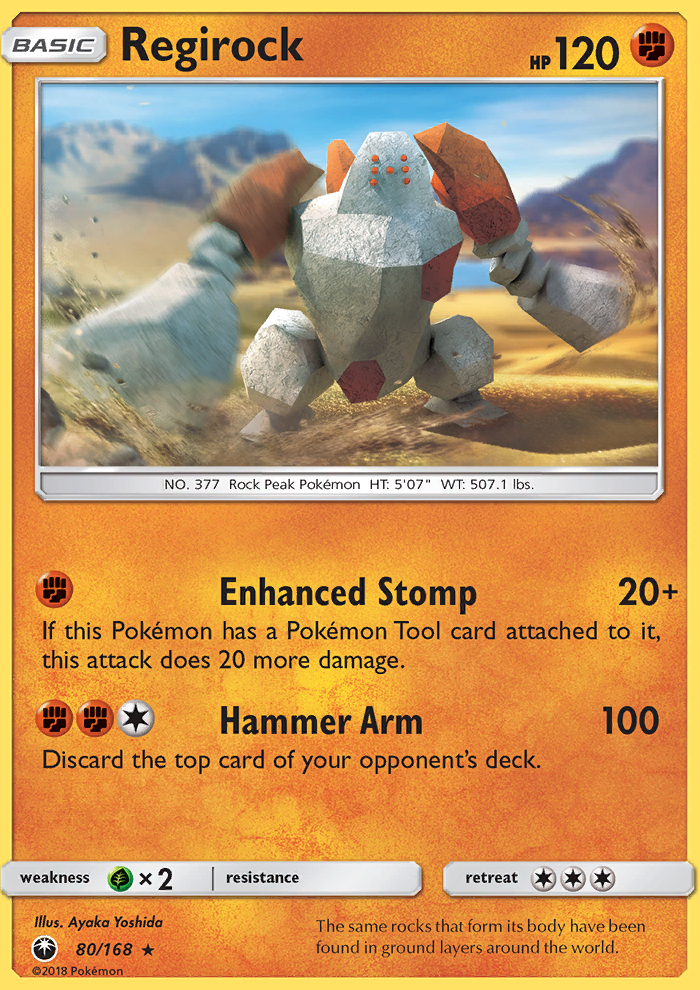 BASIC Regirock HP 120
NO. 377 Rock Peak Pokémon HT: 5'07" WT: 507.1 lbs.
Enhanced Stomp 20+
If this Pokémon has a Pokémon Tool card attached to it,
this attack does 20 more damage.
Hammer Arm 100
Discard the top card of your opponent's deck.
weakness ×2 resistance retreat
Illus. Ayaka Yoshida
80/168
©2018 Pokémon
The same rocks that form its body have been
found in ground layers around the world.